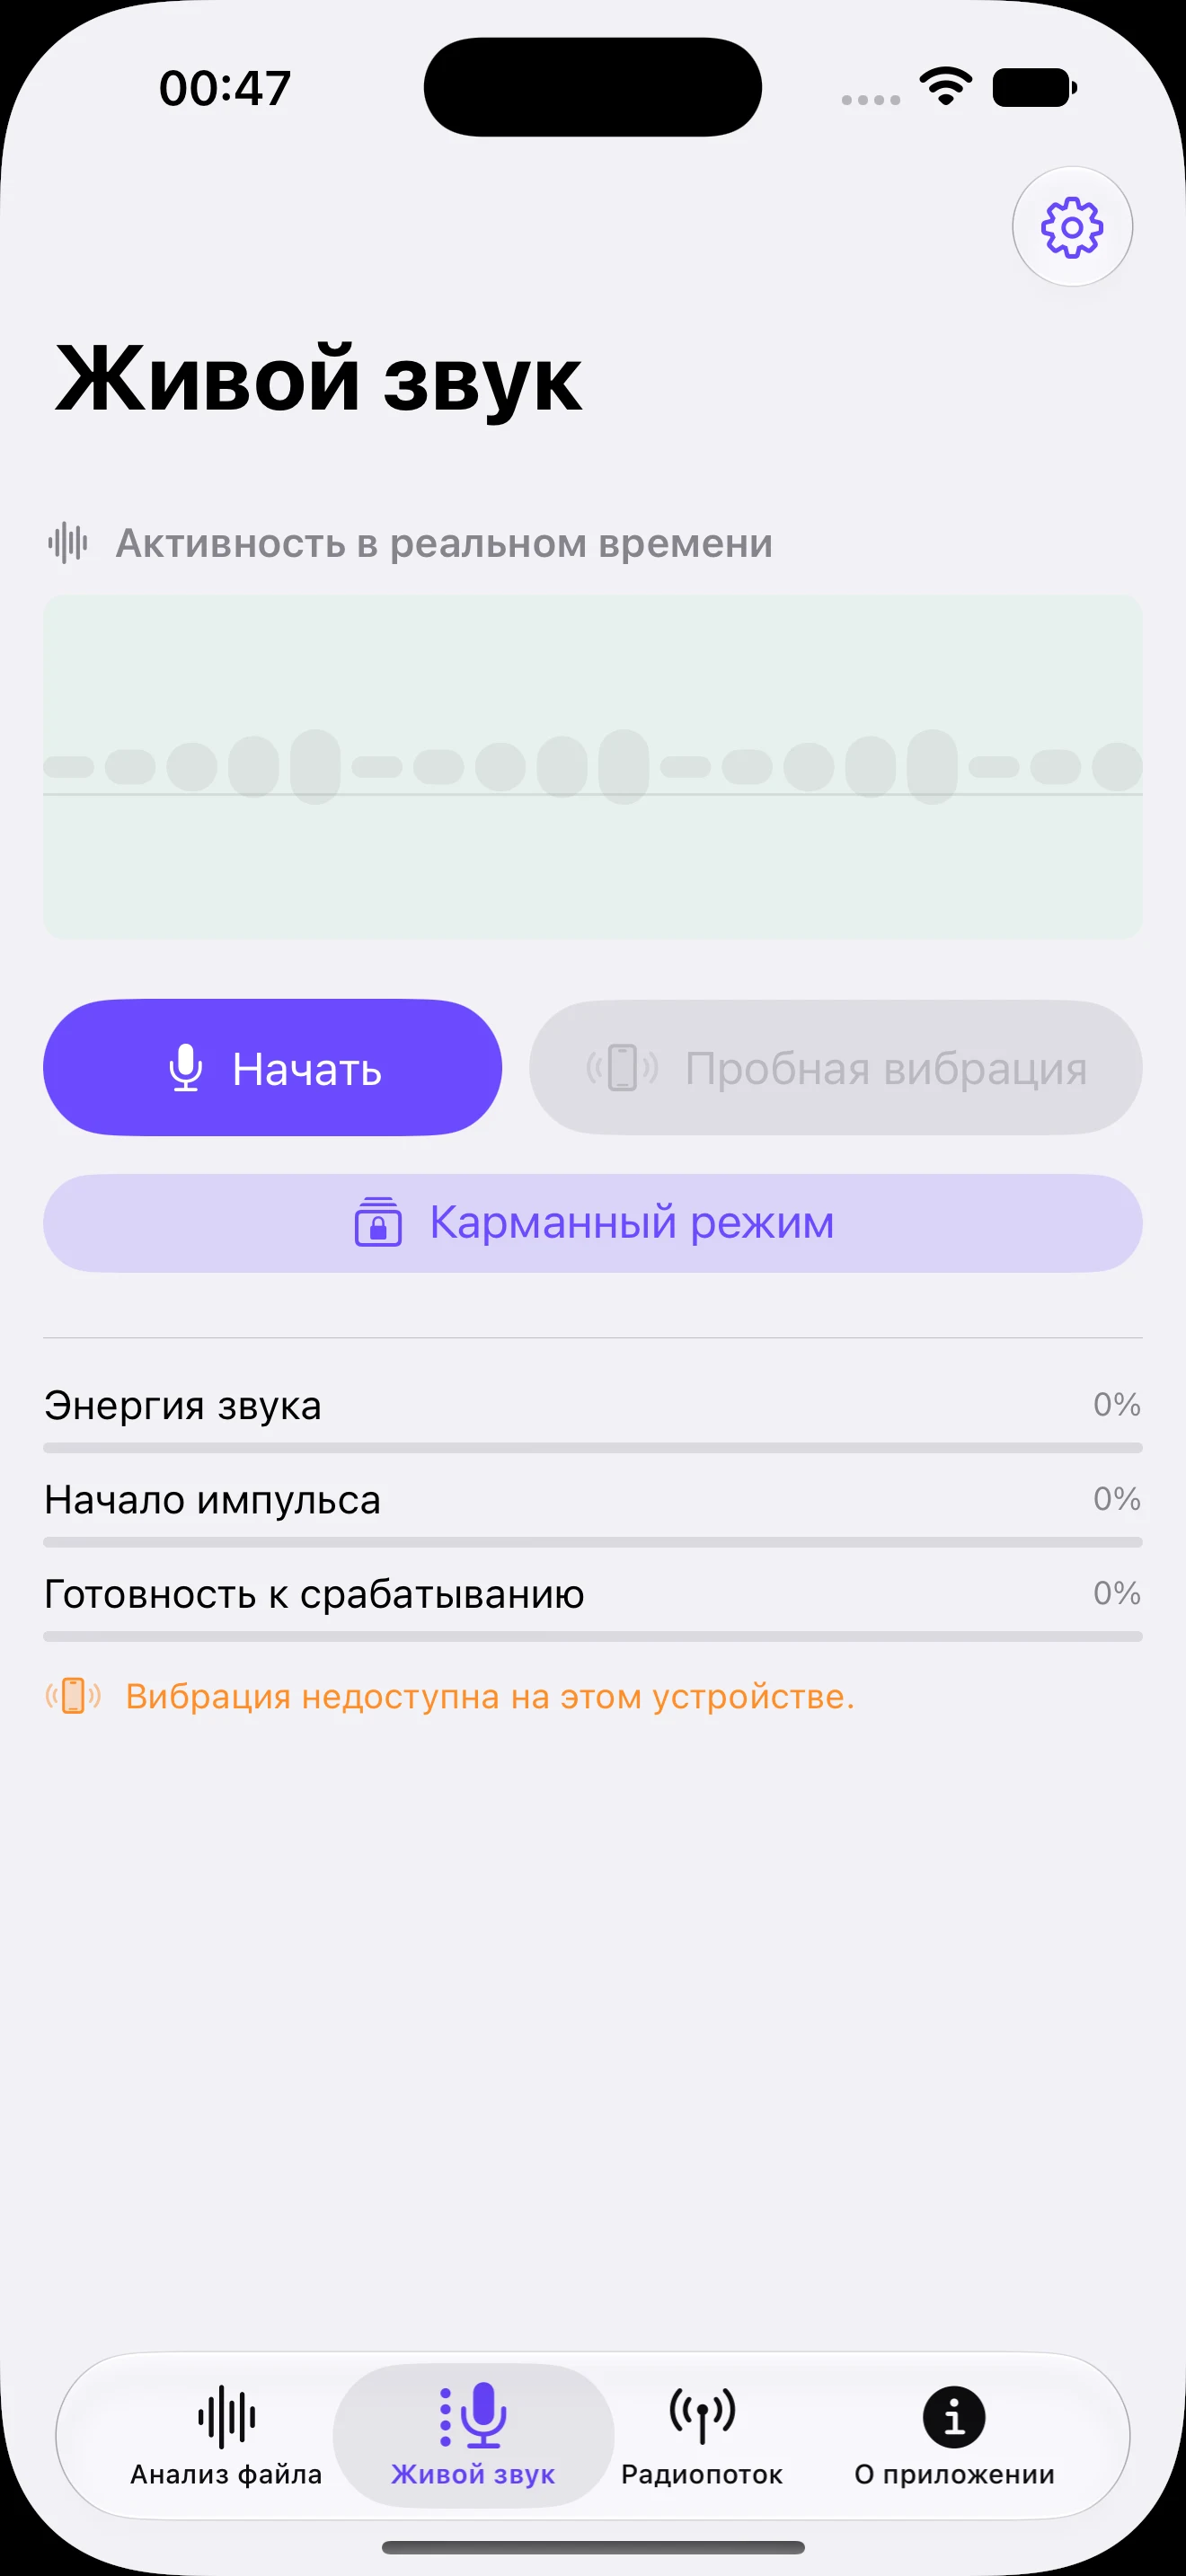 00:47
Живой звук
Активность в реальном времени
Начать
Пробная вибрация
Карманный режим
Энергия звука
0%
Начало импульса
0%
Готовность к срабатыванию
0%
Вибрация недоступна на этом устройстве.
Анализ файла
Живой звук
Радиопоток
О приложении